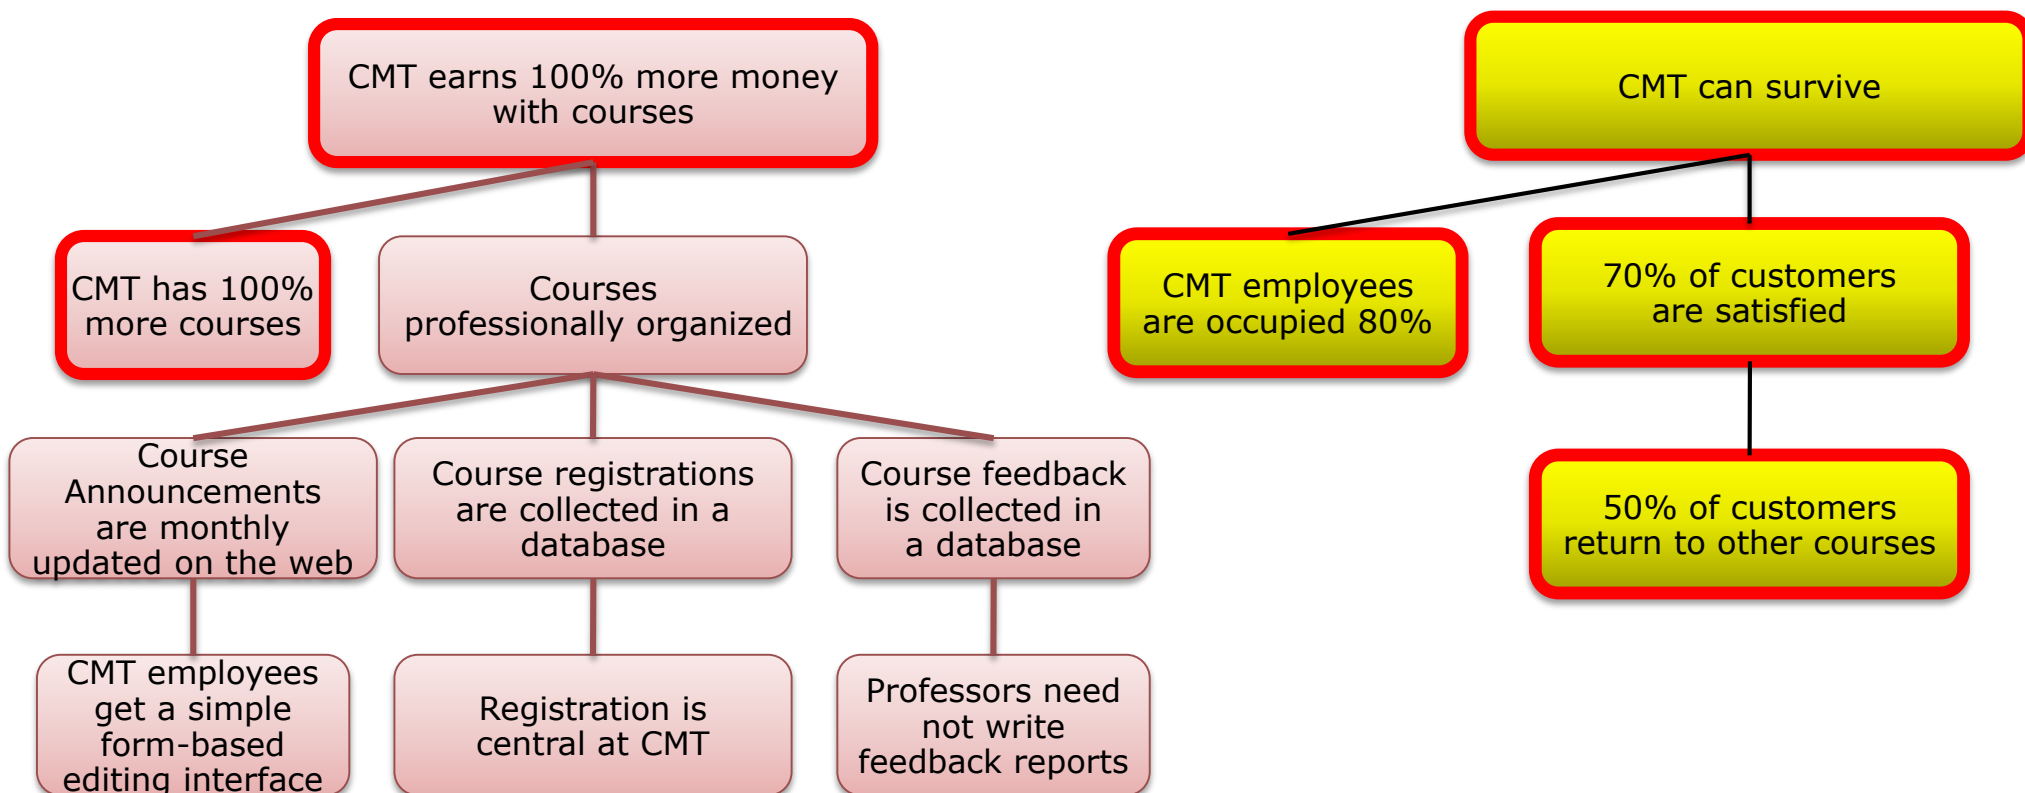 CMT earns 100% more money
with courses
CMT can survive
CMT has 100%
more courses
Courses
professionally organized
CMT employees
are occupied 80%
70% of customers
are satisfied
Course
Announcements
are monthly
updated on the web
Course registrations
are collected in a
database
Course feedback
is collected in
a database
50% of customers
return to other courses
CMT employees
get a simple
form-based
editing interface
Registration is
central at CMT
Professors need
not write
feedback reports